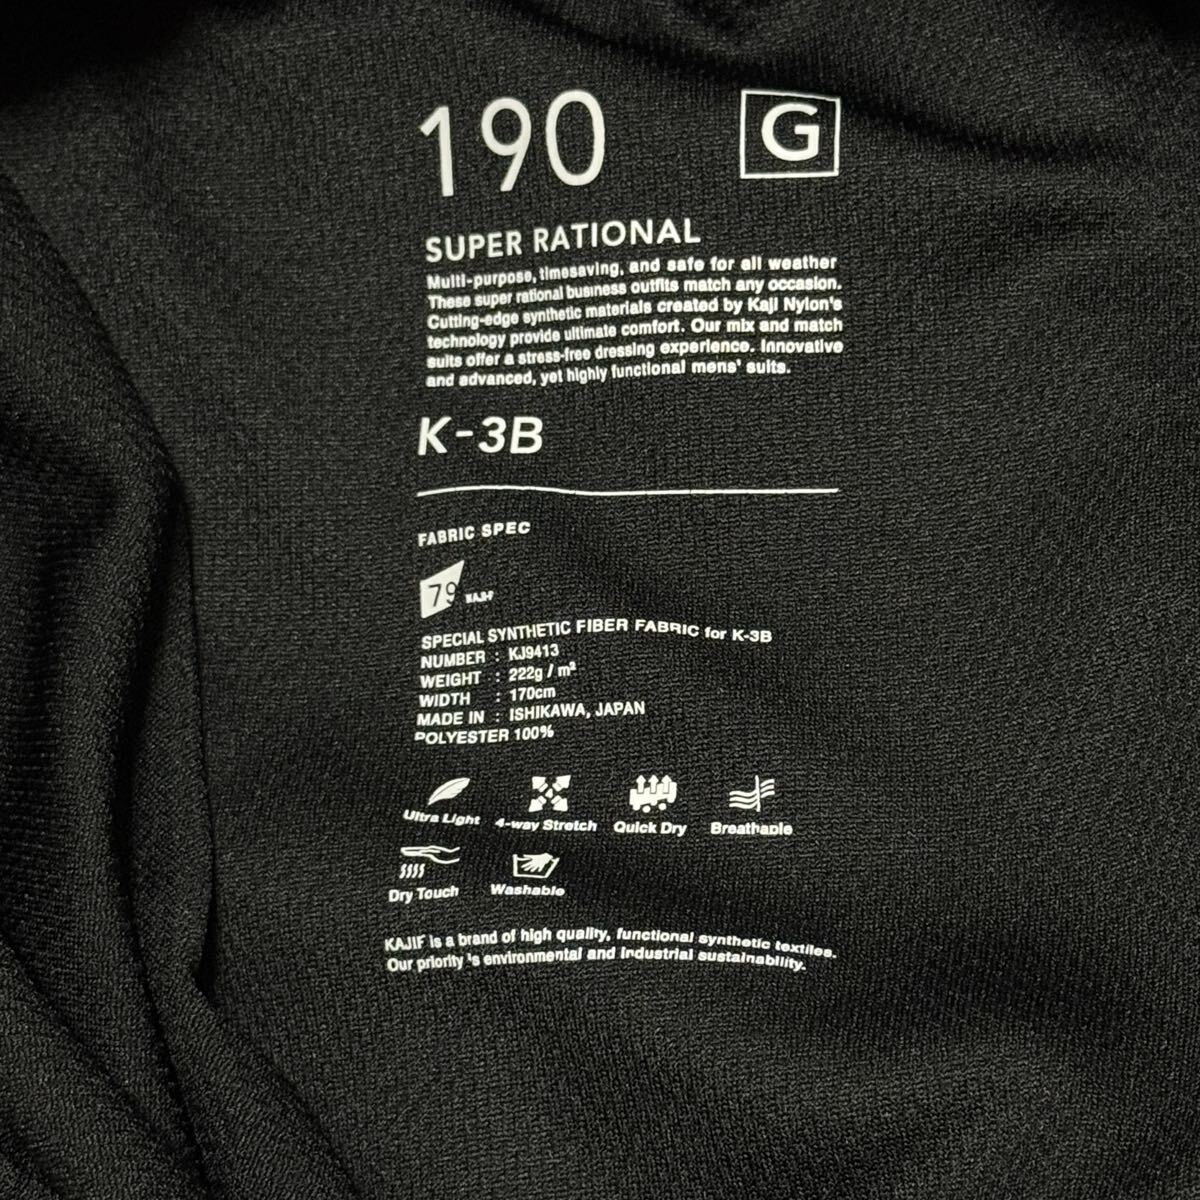 190 G
SUPER RATIONAL
Multi-purpose, timesaving, and safe for all weather
These super rational business outfits match any occasion.
Cutting-edge synthetic materials created by Kaji Nylon's
technology provide ultimate comfort. Our mix and match
suits offer a stress-free dressing experience. Innovative
and advanced, yet highly functional mens' suits.
K-3B
FABRIC SPEC
79 KAJIF
SPECIAL SYNTHETIC FIBER FABRIC for K-3B
NUMBER : KJ9413
WEIGHT : 222g / m²
WIDTH : 170cm
MADE IN : ISHIKAWA, JAPAN
POLYESTER 100%
Ultra Light 4-way Stretch Quick Dry Breathable
Dry Touch Washable
KAJIF is a brand of high quality, functional synthetic textiles.
Our priority 's environmental and industrial sustainability.